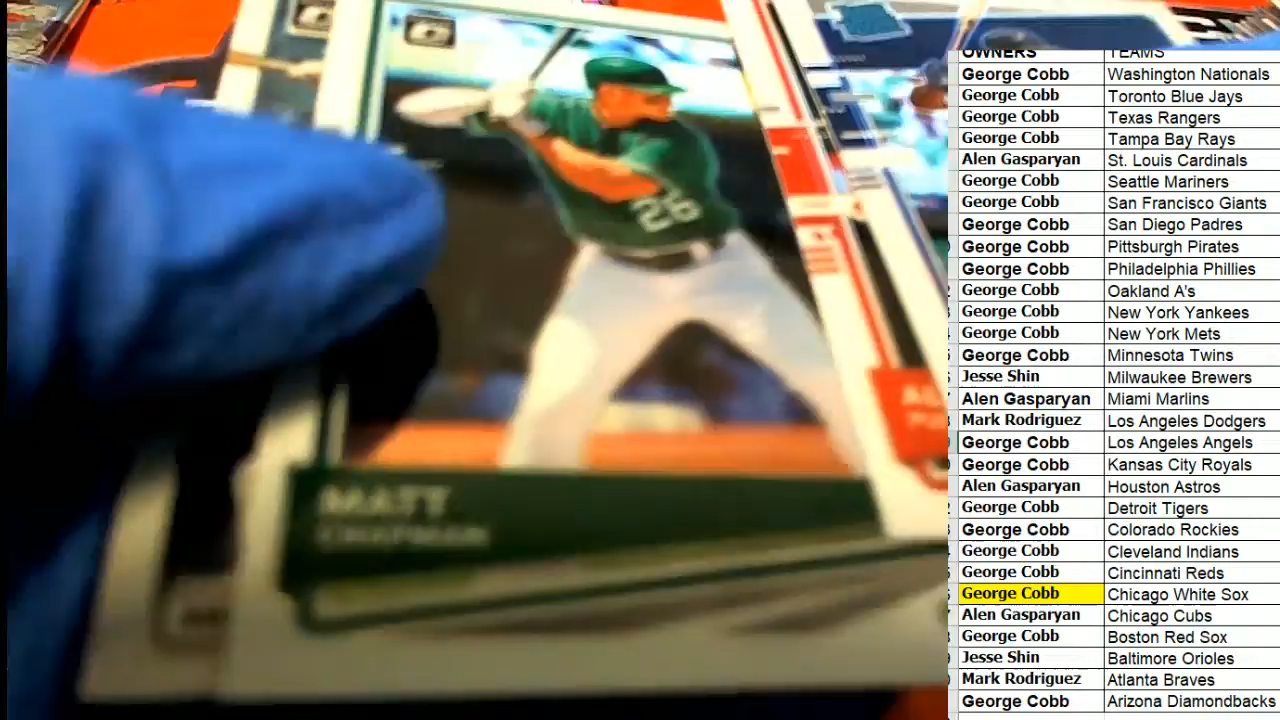 26
MATT
OWNERS TEAMS
George Cobb Washington Nationals
George Cobb Toronto Blue Jays
George Cobb Texas Rangers
George Cobb Tampa Bay Rays
Alen Gasparyan St. Louis Cardinals
George Cobb Seattle Mariners
George Cobb San Francisco Giants
George Cobb San Diego Padres
George Cobb Pittsburgh Pirates
George Cobb Philadelphia Phillies
George Cobb Oakland A's
George Cobb New York Yankees
George Cobb New York Mets
George Cobb Minnesota Twins
Jesse Shin Milwaukee Brewers
Alen Gasparyan Miami Marlins
Mark Rodriguez Los Angeles Dodgers
George Cobb Los Angeles Angels
George Cobb Kansas City Royals
Alen Gasparyan Houston Astros
George Cobb Detroit Tigers
George Cobb Colorado Rockies
George Cobb Cleveland Indians
George Cobb Cincinnati Reds
George Cobb Chicago White Sox
Alen Gasparyan Chicago Cubs
George Cobb Boston Red Sox
Jesse Shin Baltimore Orioles
Mark Rodriguez Atlanta Braves
George Cobb Arizona Diamondbacks